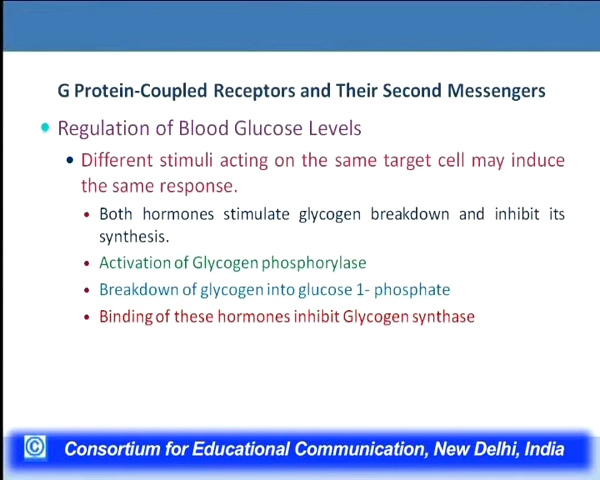 G Protein-Coupled Receptors and Their Second Messengers
• Regulation of Blood Glucose Levels
• Different stimuli acting on the same target cell may induce
the same response.
• Both hormones stimulate glycogen breakdown and inhibit its
synthesis.
• Activation of Glycogen phosphorylase
• Breakdown of glycogen into glucose 1- phosphate
• Binding of these hormones inhibit Glycogen synthase
© Consortium for Educational Communication, New Delhi, India